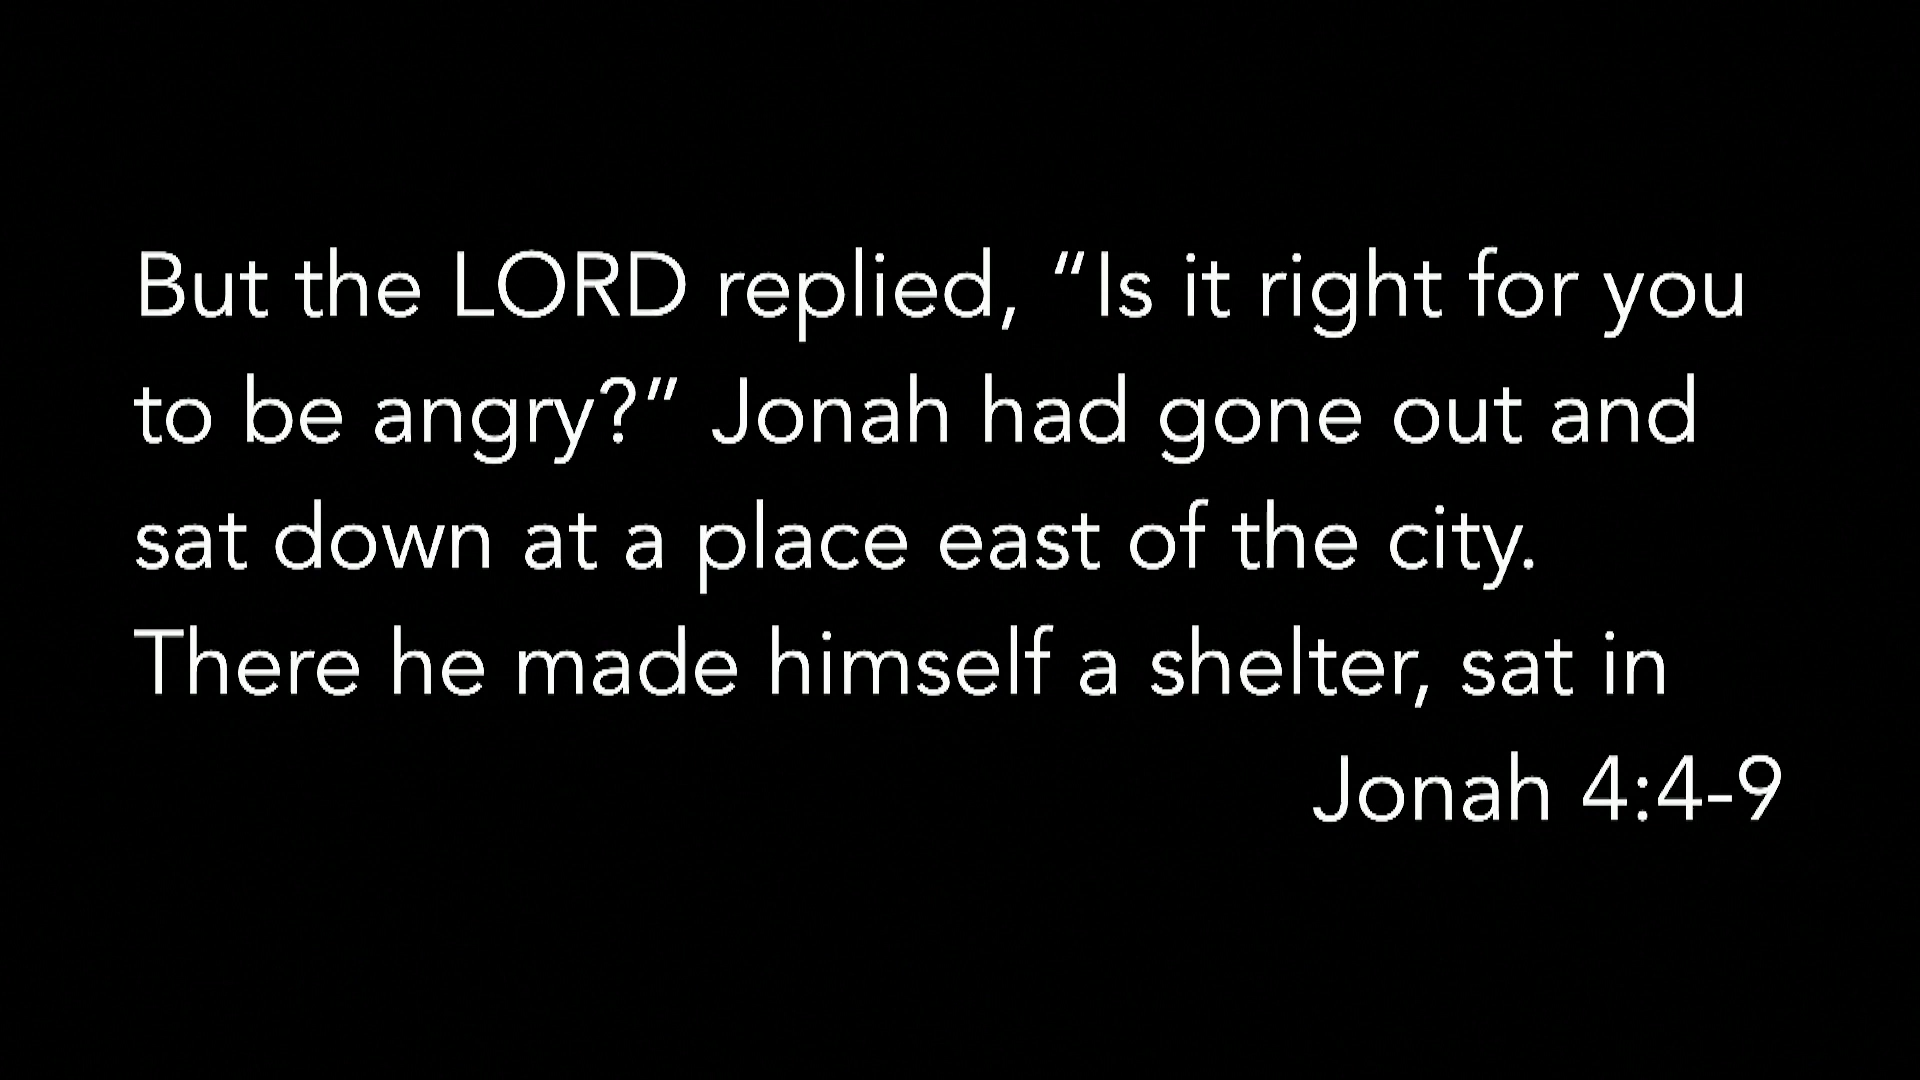 But the LORD replied, “Is it right for you
to be angry?” Jonah had gone out and
sat down at a place east of the city.
There he made himself a shelter, sat in
Jonah 4:4-9